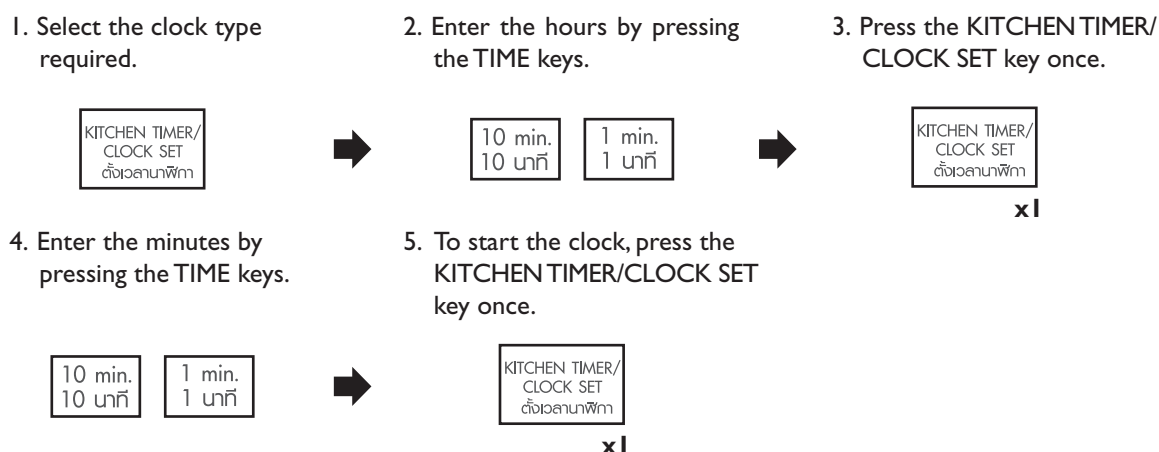 1. Select the clock type
required.
KITCHEN TIMER/
CLOCK SET
ตั้งเวลานาฬิกา
2. Enter the hours by pressing
the TIME keys.
10 min.
10 นาที
1 min.
1 นาที
3. Press the KITCHEN TIMER/
CLOCK SET key once.
KITCHEN TIMER/
CLOCK SET
ตั้งเวลานาฬิกา
x1
4. Enter the minutes by
pressing the TIME keys.
10 min.
10 นาที
1 min.
1 นาที
5. To start the clock, press the
KITCHEN TIMER/CLOCK SET
key once.
KITCHEN TIMER/
CLOCK SET
ตั้งเวลานาฬิกา
x1